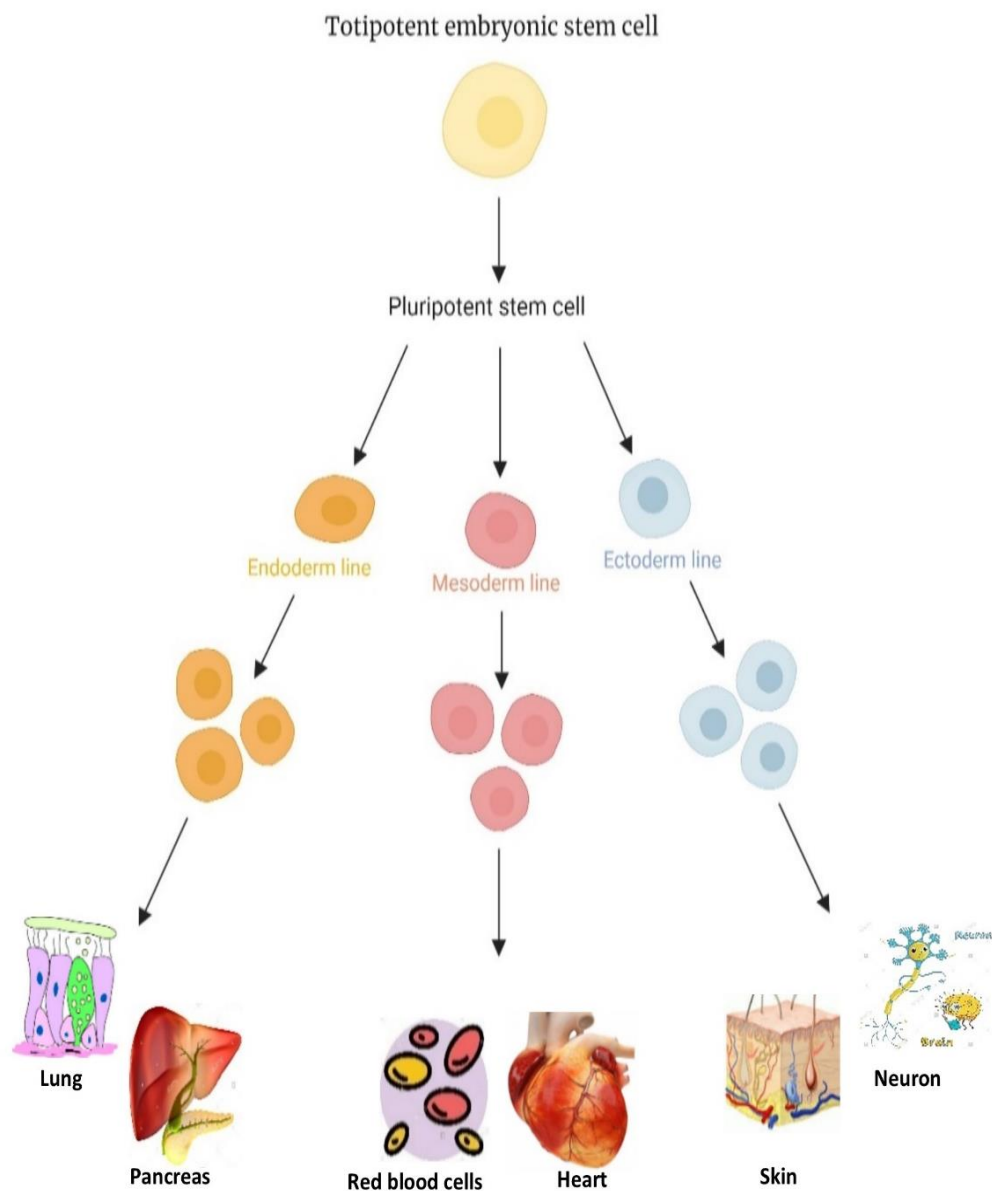 Totipotent embryonic stem cell
Pluripotent stem cell
Endoderm line
Mesoderm line
Ectoderm line
Neuron
Brain
Lung
Pancreas
Red blood cells
Heart
Skin
Neuron